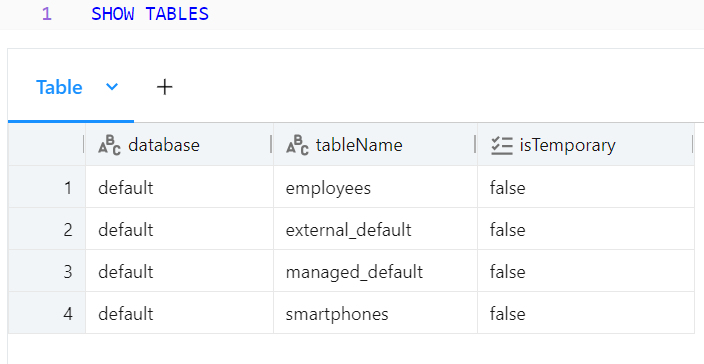 1 SHOW TABLES
Table +
database tableName isTemporary
1 default employees false
2 default external_default false
3 default managed_default false
4 default smartphones false